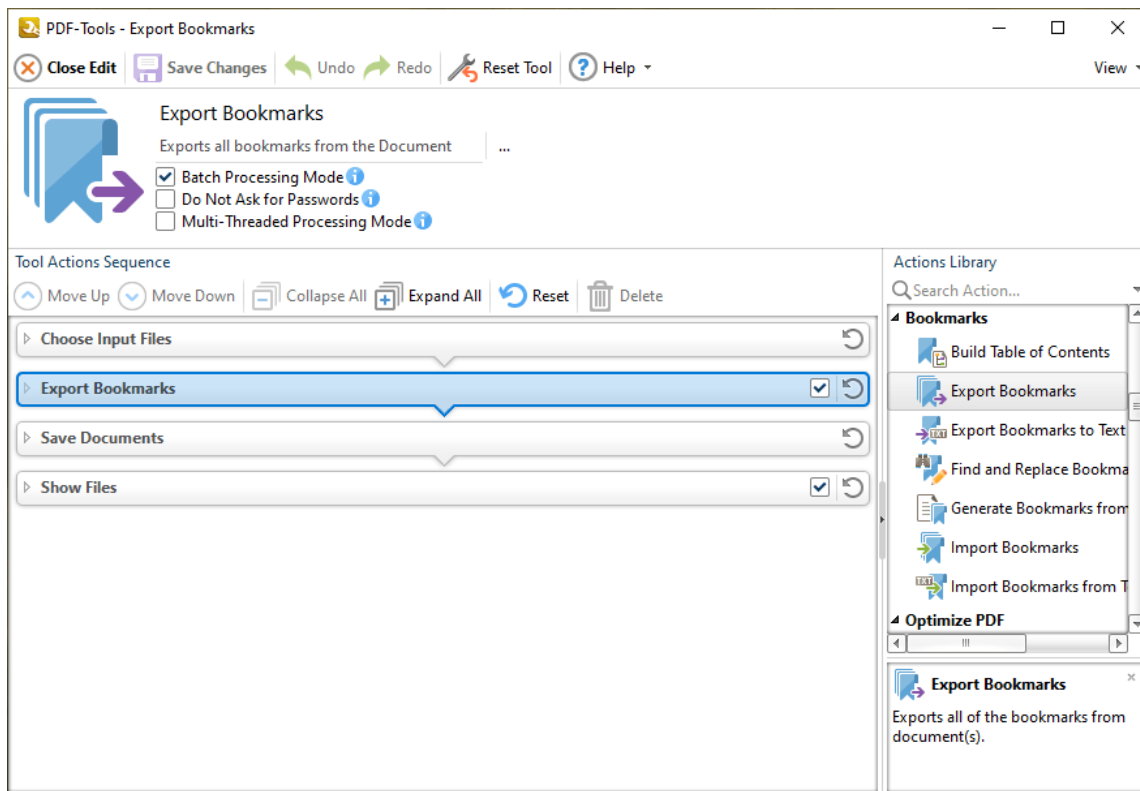 PDF-Tools - Export Bookmarks
Close Edit Save Changes Undo Redo Reset Tool Help View
Export Bookmarks
Exports all bookmarks from the Document ...
Batch Processing Mode
Do Not Ask for Passwords
Multi-Threaded Processing Mode
Tool Actions Sequence
Move Up Move Down Collapse All Expand All Reset Delete
Choose Input Files
Export Bookmarks
Save Documents
Show Files
Actions Library
Search Action...
Bookmarks
Build Table of Contents
Export Bookmarks
Export Bookmarks to Text
Find and Replace Bookma
Generate Bookmarks from
Import Bookmarks
Import Bookmarks from T
Optimize PDF
Export Bookmarks
Exports all of the bookmarks from
document(s).